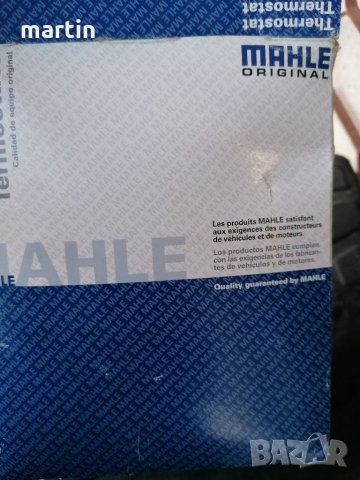 martin
Thermostat
Thermostat
MAHLE
ORIGINAL
Calidad de equipo original
Les produits MAHLE satisfont
aux exigences des constructeurs
de véhicules et de moteurs.
Los productos MAHLE cumplen
con las exigencias de los fabrican-
tes de vehículos y de motores.
Quality guaranteed by MAHLE
MAHLE
BAZAR